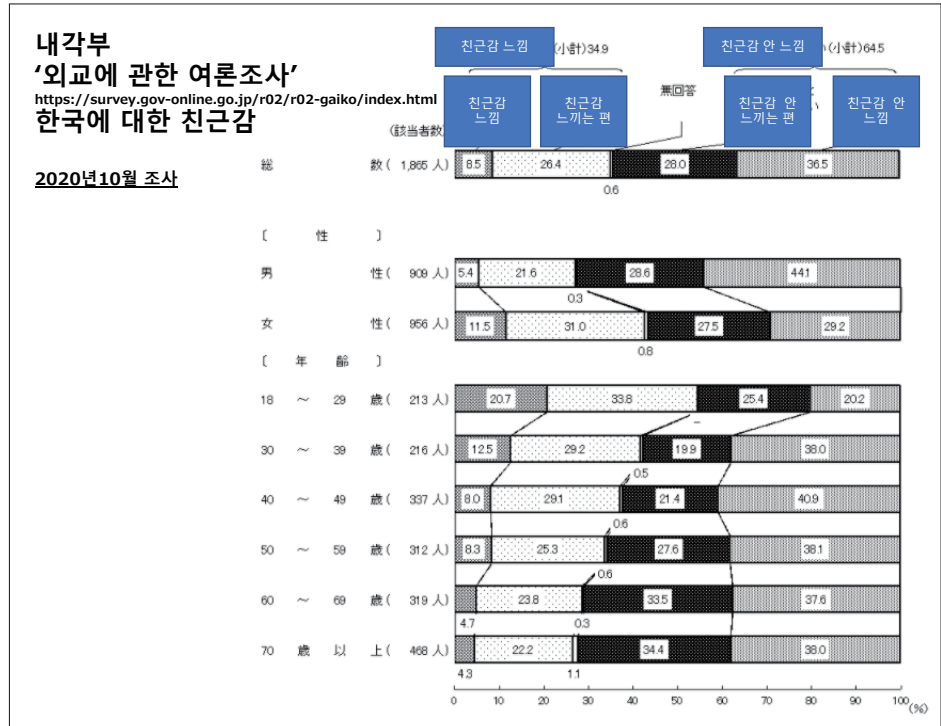 내각부
‘외교에 관한 여론조사’
https://survey.gov-online.go.jp/r02/r02-gaiko/index.html
한국에 대한 친근감
2020년10월 조사
친근감 느낌 (小計)34.9 친근감 안 느낌 い(小計)64.5
친근감 느낌
친근감 느끼는 편
無回答
친근감 안 느끼는 편
친근감 안 느낌
(該当者数)
総 数 ( 1,865 人) 8.5 26.4 28.0 36.5
0.6
〔 性 〕
男 性 ( 909 人) 5.4 21.6 28.6 44.1
0.3
女 性 ( 956 人) 11.5 31.0 27.5 29.2
0.8
〔 年 齢 〕
18 ～ 29 歳 ( 213 人) 20.7 33.8 25.4 20.2
－
30 ～ 39 歳 ( 216 人) 12.5 29.2 19.9 38.0
0.5
40 ～ 49 歳 ( 337 人) 8.0 29.1 21.4 40.9
0.6
50 ～ 59 歳 ( 312 人) 8.3 25.3 27.6 38.1
0.6
60 ～ 69 歳 ( 319 人) 23.8 33.5 37.6
4.7 0.3
70 歳 以 上 ( 468 人) 22.2 34.4 38.0
4.3 1.1
0 10 20 30 40 50 60 70 80 90 100
(%)